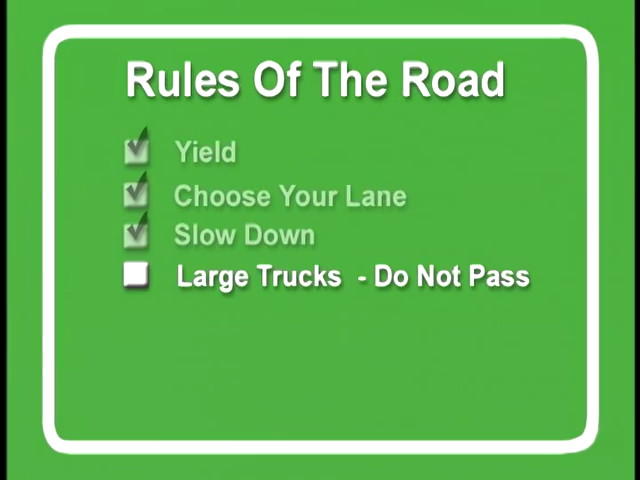 Rules Of The Road
Yield
Choose Your Lane
Slow Down
Large Trucks - Do Not Pass